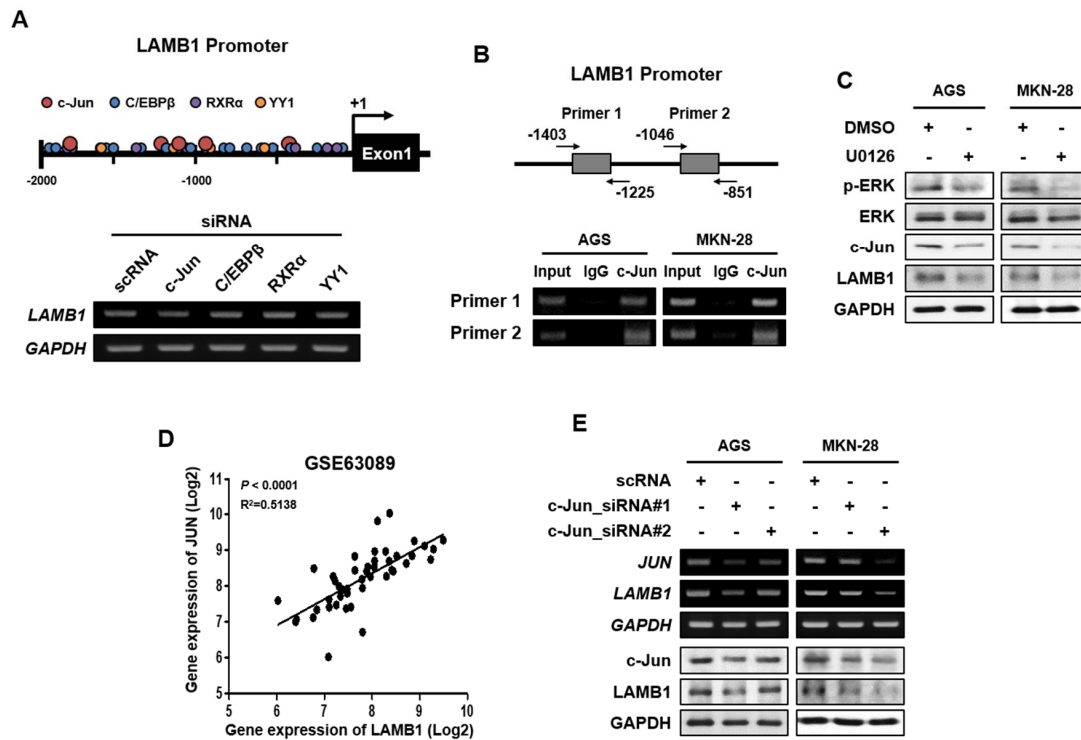 A
LAMB1 Promoter
c-Jun C/EBPβ RXRα YY1
+1
Exon1
-2000 -1000
siRNA
scRNA c-Jun C/EBPβ RXRα YY1
LAMB1
GAPDH
B
LAMB1 Promoter
Primer 1 Primer 2
-1403 -1046
-1225 -851
AGS MKN-28
Input IgG c-Jun Input IgG c-Jun
Primer 1
Primer 2
C
AGS MKN-28
DMSO + - + -
U0126 - + - +
p-ERK
ERK
c-Jun
LAMB1
GAPDH
D
GSE63089
P < 0.0001
R²=0.5138
Gene expression of JUN (Log2)
11
10
9
8
7
6
5
5 6 7 8 9 10
Gene expression of LAMB1 (Log2)
E
AGS MKN-28
scRNA + - - + - -
c-Jun_siRNA#1 - + - - + -
c-Jun_siRNA#2 - - + - - +
JUN
LAMB1
GAPDH
c-Jun
LAMB1
GAPDH